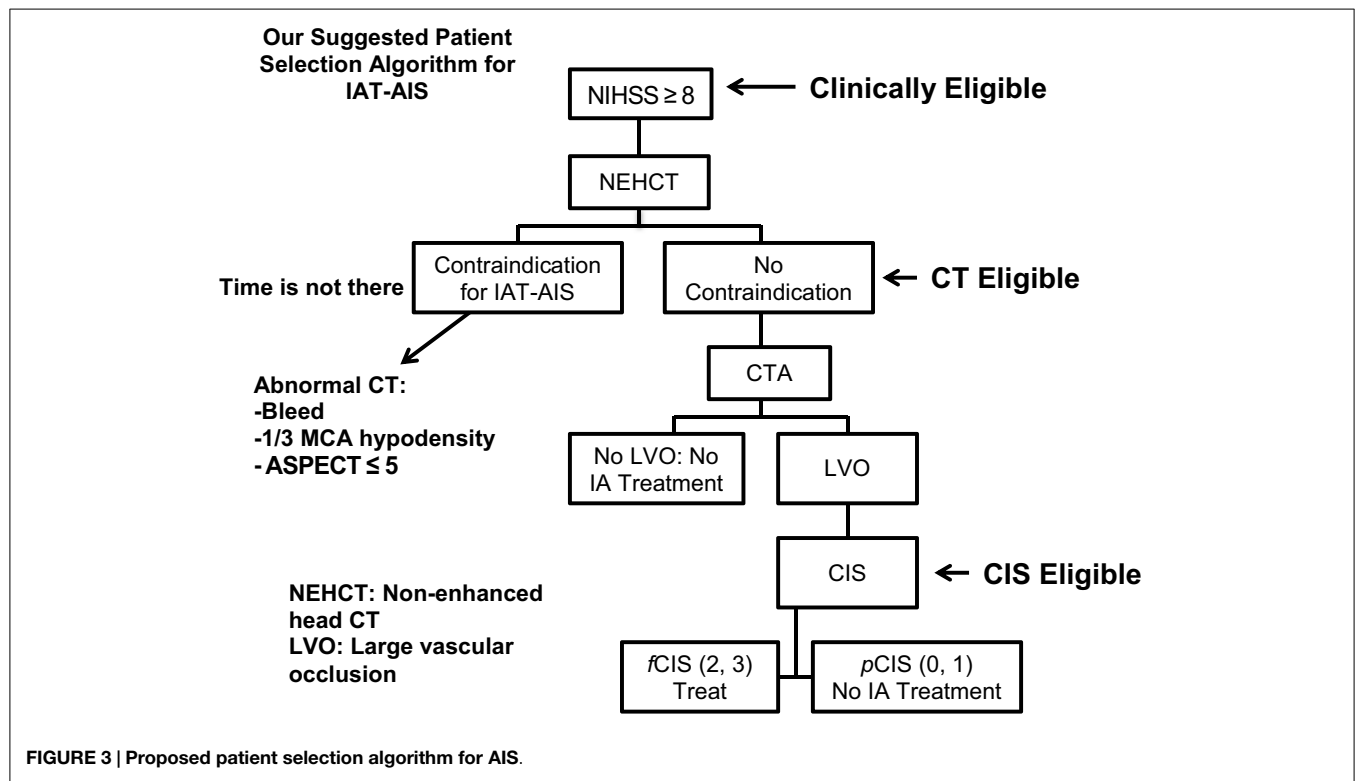 Our Suggested Patient
Selection Algorithm for
IAT-AIS
NIHSS ≥ 8
Clinically Eligible
NEHCT
Time is not there
Contraindication
for IAT-AIS
No
Contraindication
CT Eligible
Abnormal CT:
-Bleed
-1/3 MCA hypodensity
- ASPECT ≤ 5
CTA
No LVO: No
IA Treatment
LVO
CIS
CIS Eligible
NEHCT: Non-enhanced
head CT
LVO: Large vascular
occlusion
fCIS (2, 3)
Treat
pCIS (0, 1)
No IA Treatment
FIGURE 3 | Proposed patient selection algorithm for AIS.